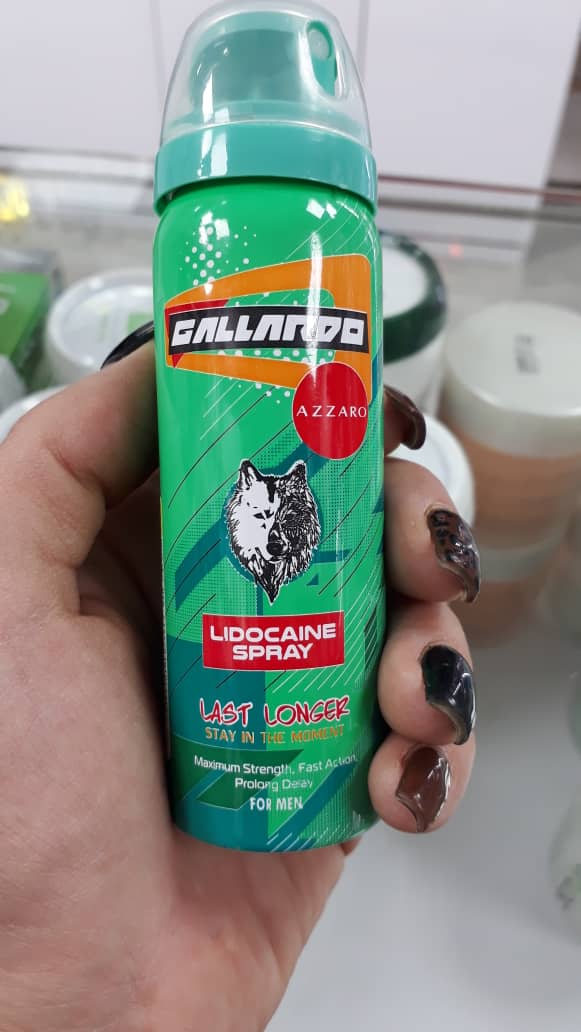 GALLARDO
AZZARO
LIDOCAINE
SPRAY
LAST LONGER
STAY IN THE MOMENT
Maximum Strength, Fast Action,
Prolong Delay
FOR MEN